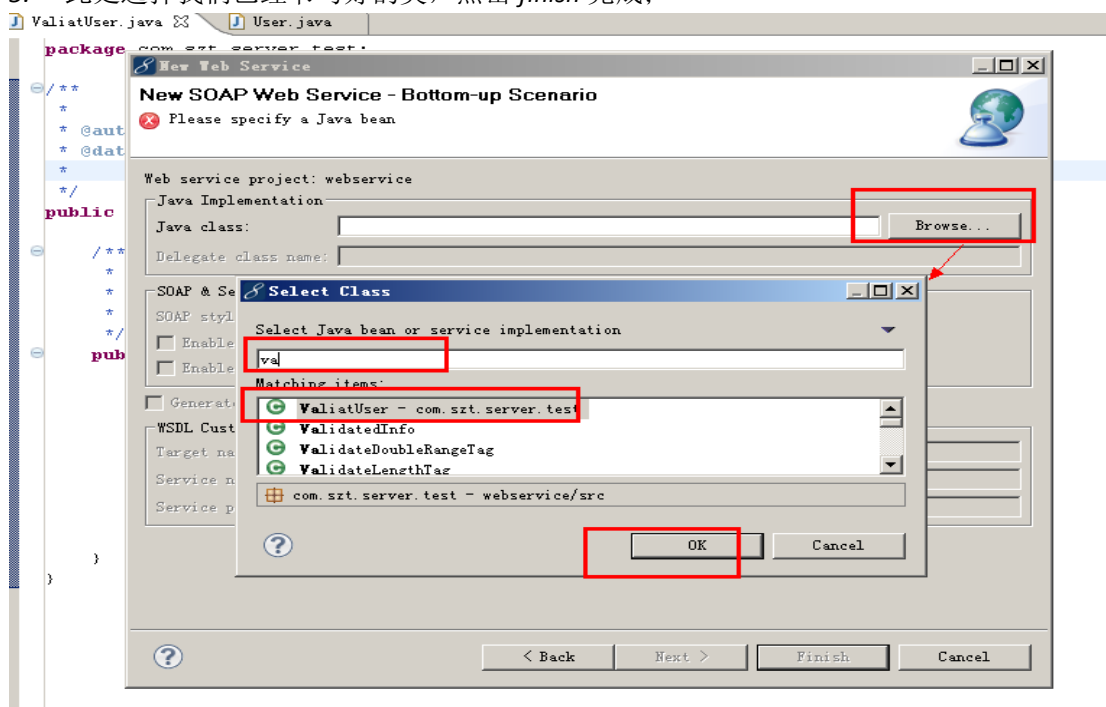 ValiatUser.java User.java
package com.szt.server.test;
New Web Service
/**
New SOAP Web Service - Bottom-up Scenario
*
* @aut
Please specify a Java bean
* @dat
*
Web service project: webservice
*/
Java Implementation
public
Java class:
Browse...
/**
Delegate class name:
*
*
SOAP & Se
Select Class
*
SOAP styl
Select Java bean or service implementation
*/
Enable
pub
va
Enable
Matching items:
Generat
ValiatUser - com.szt.server.test
WSDL Cust
ValidatedInfo
Target na
ValidateDoubleRangeTag
ValidateLengthTag
Service n
com.szt.server.test - webservice/src
Service p
OK Cancel
}
}
< Back Next > Finish Cancel